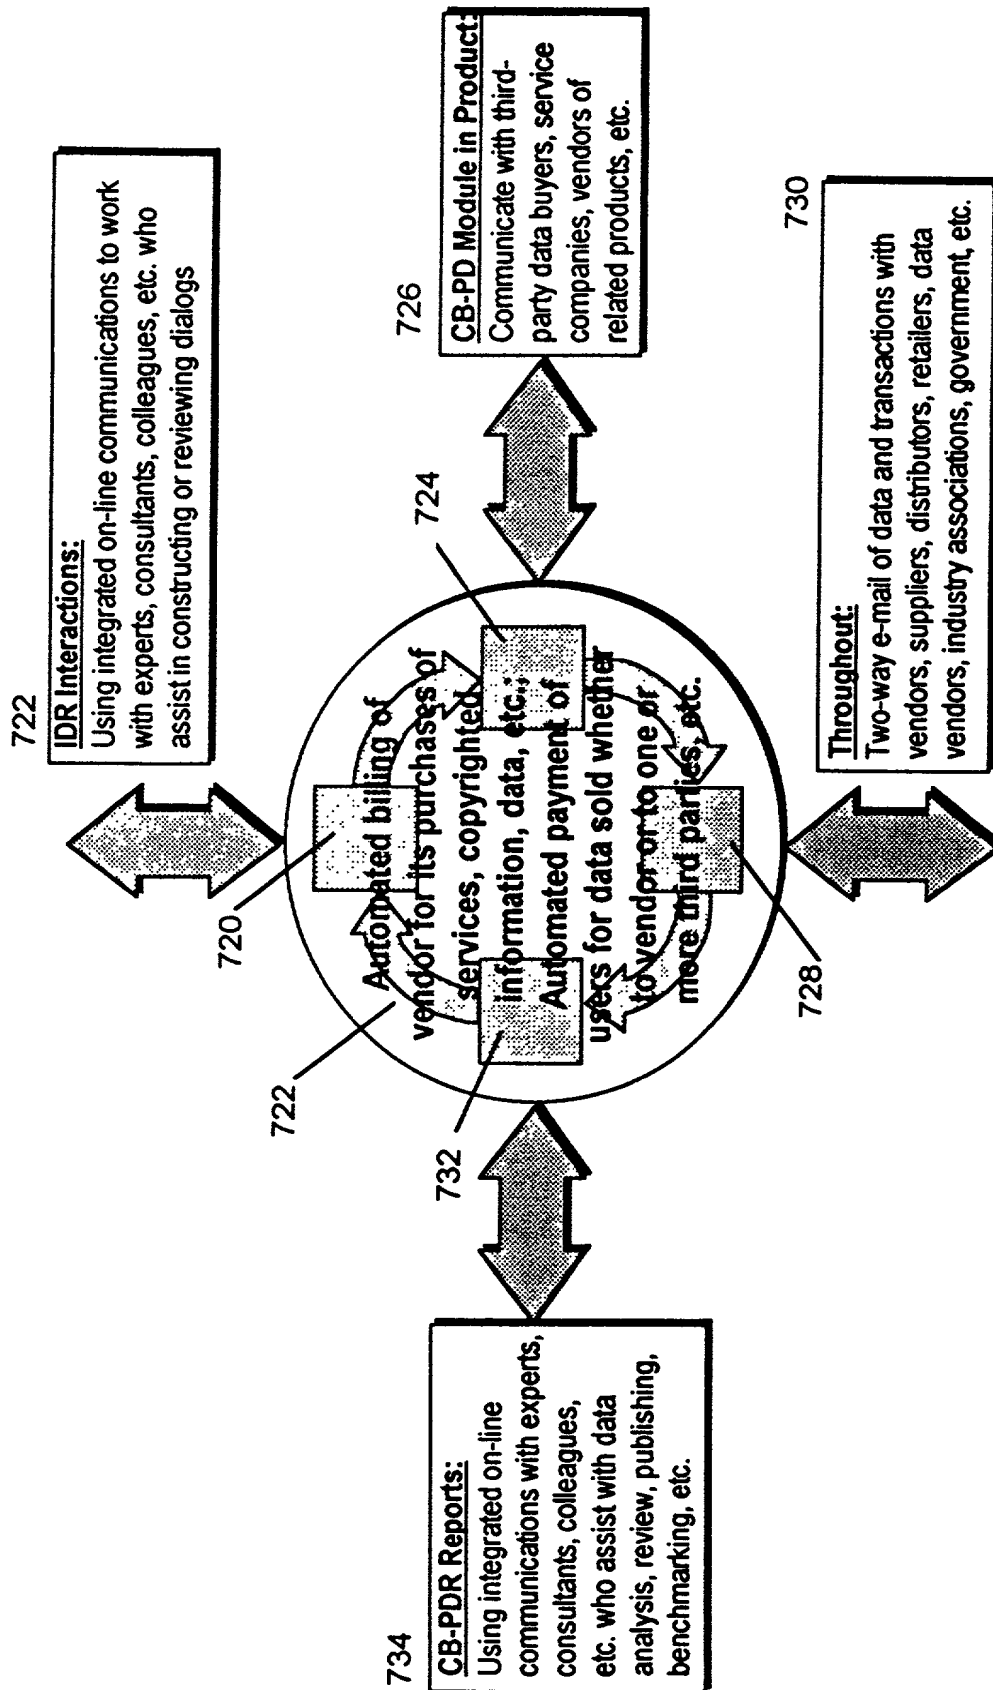 722
IDR Interactions:
Using integrated on-line communications to work
with experts, consultants, colleagues, etc. who
assist in constructing or reviewing dialogs
726
CB-PD Module in Product:
Communicate with third-
party data buyers, service
companies, vendors of
related products, etc.
720
724
Automated billing of
vendor for its purchases of
services, copyrighted
information, data, etc.;
Automated payment of
users for data sold whether
to vendor or to one or
more third parties, etc.
722
732
728
734
CB-PDR Reports:
Using integrated on-line
communications with experts,
consultants, colleagues,
etc. who assist with data
analysis, review, publishing,
benchmarking, etc.
730
Throughout:
Two-way e-mail of data and transactions with
vendors, suppliers, distributors, retailers, data
vendors, industry associations, government, etc.